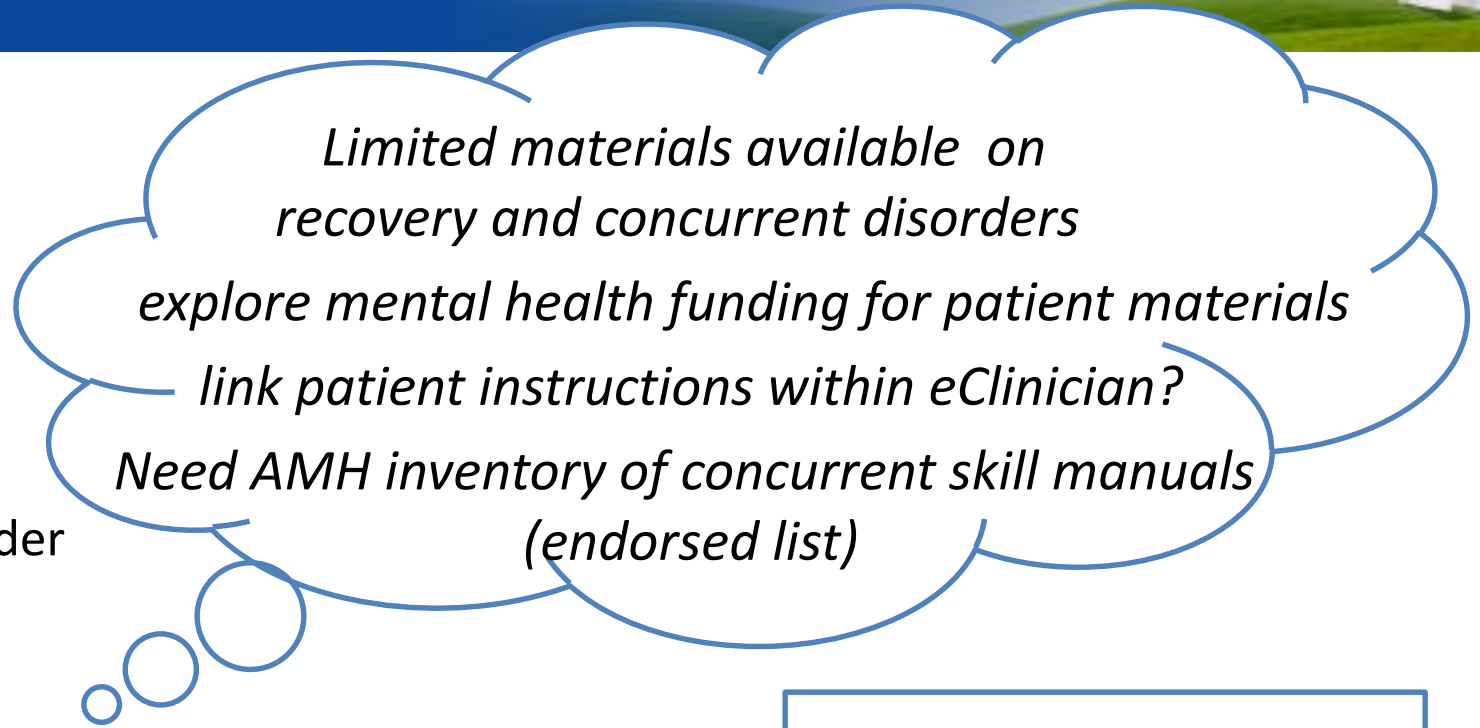 Limited materials available on
recovery and concurrent disorders
explore mental health funding for patient materials
link patient instructions within eClinician?
Need AMH inventory of concurrent skill manuals
(endorsed list)
der